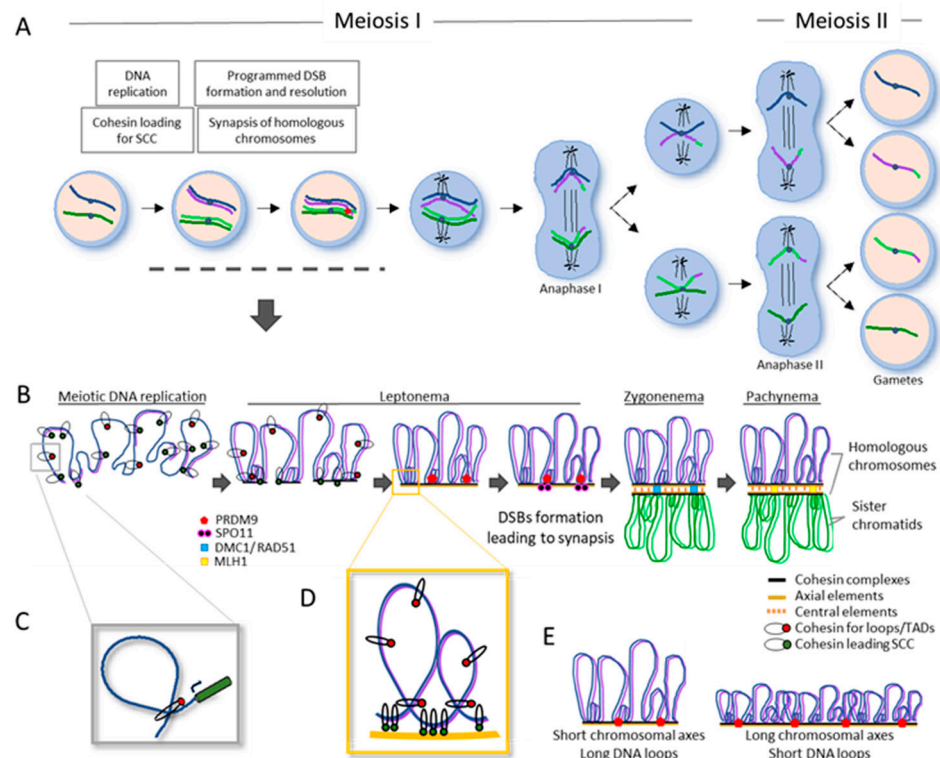 A
Meiosis I
Meiosis II
DNA
replication
Programmed DSB
formation and resolution
Cohesin loading
for SCC
Synapsis of homologous
chromosomes
Anaphase I
Anaphase II
Gametes
B
Meiotic DNA replication
Leptonema
Zygonema
Pachynema
Homologous
chromosomes
Sister
chromatids
DSBs formation
leading to synapsis
PRDM9
SPO11
DMC1/RAD51
MLH1
Cohesin complexes
Axial elements
Central elements
Cohesin for loops/TADs
Cohesin leading SCC
C
D
E
Short chromosomal axes
Long DNA loops
Long chromosomal axes
Short DNA loops